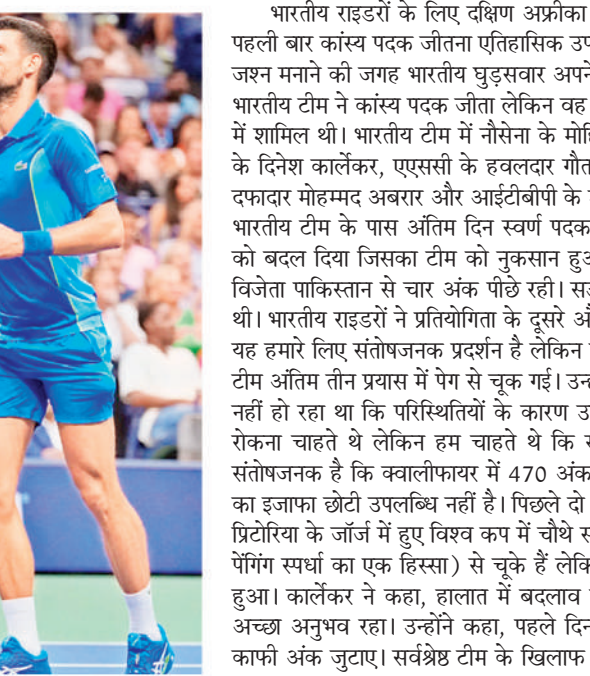 भारतीय राइडरों के लिए दक्षिण अफ्रीका
पहली बार कांस्य पदक जीतना एतिहासिक उप
जश्न मनाने की जगह भारतीय घुड़सवार अपने
भारतीय टीम ने कांस्य पदक जीता लेकिन वह
में शामिल थी। भारतीय टीम में नौसेना के मोहि
के दिनेश कार्लेकर, एएससी के हवलदार गौत
दफादार मोहम्मद अबरार और आईटीबीपी के
भारतीय टीम के पास अंतिम दिन स्वर्ण पदक
को बदल दिया जिसका टीम को नुकसान हुअ
विजेता पाकिस्तान से चार अंक पीछे रही। सउ
थी। भारतीय राइडरों ने प्रतियोगिता के दूसरे औ
यह हमारे लिए संतोषजनक प्रदर्शन है लेकिन
टीम अंतिम तीन प्रयास में पेग से चूक गई। उन्ह
नहीं हो रहा था कि परिस्थितियों के कारण उ
रोकना चाहते थे लेकिन हम चाहते थे कि स
संतोषजनक है कि क्वालीफायर में 470 अंक
का इजाफा छोटी उपलब्धि नहीं है। पिछले दो
प्रिटोरिया के जॉर्ज में हुए विश्व कप में चौथे स
पेंगिंग स्पर्धा का एक हिस्सा) से चूके हैं लेकि
हुआ। कार्लेकर ने कहा, हालात में बदलाव
अच्छा अनुभव रहा। उन्होंने कहा, पहले दिन
काफी अंक जुटाए। सर्वश्रेष्ठ टीम के खिलाफ